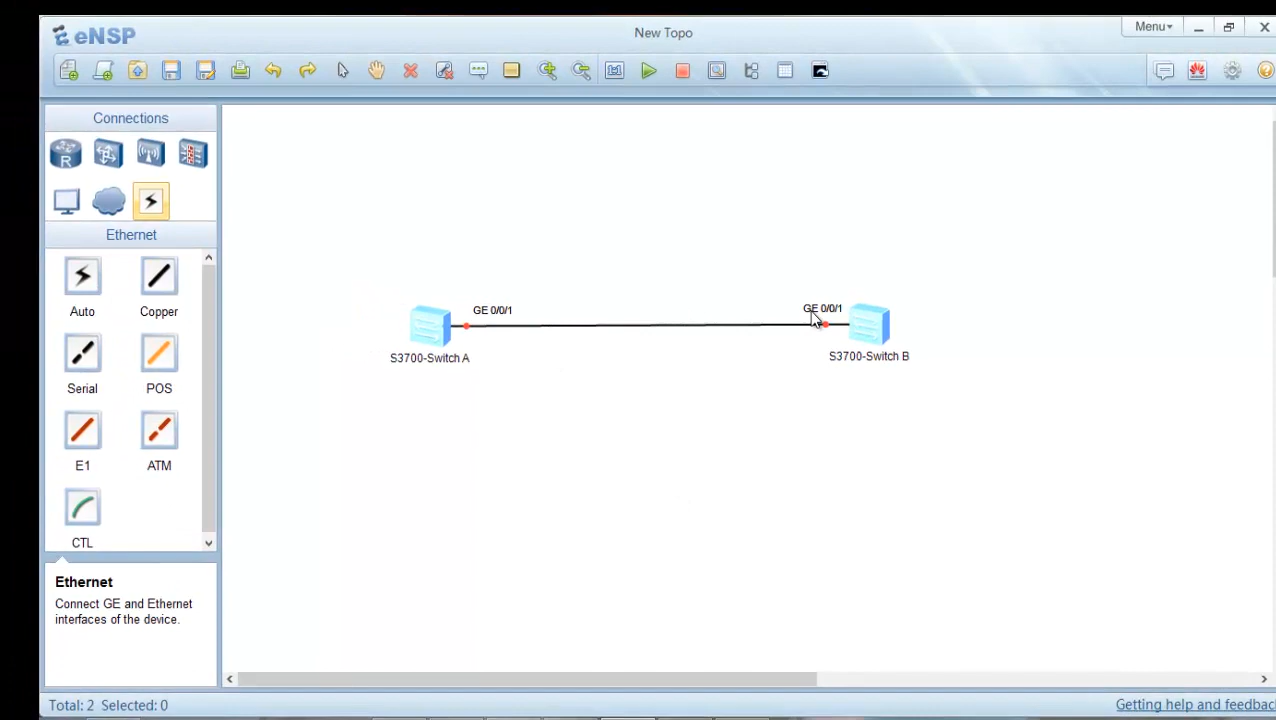 eNSP
New Topo
Menu
Connections
R
Ethernet
Auto
Copper
Serial
POS
E1
ATM
CTL
Ethernet
Connect GE and Ethernet
interfaces of the device.
GE 0/0/1
GE 0/0/1
S3700-Switch A
S3700-Switch B
Total: 2 Selected: 0
Getting help and feedbac